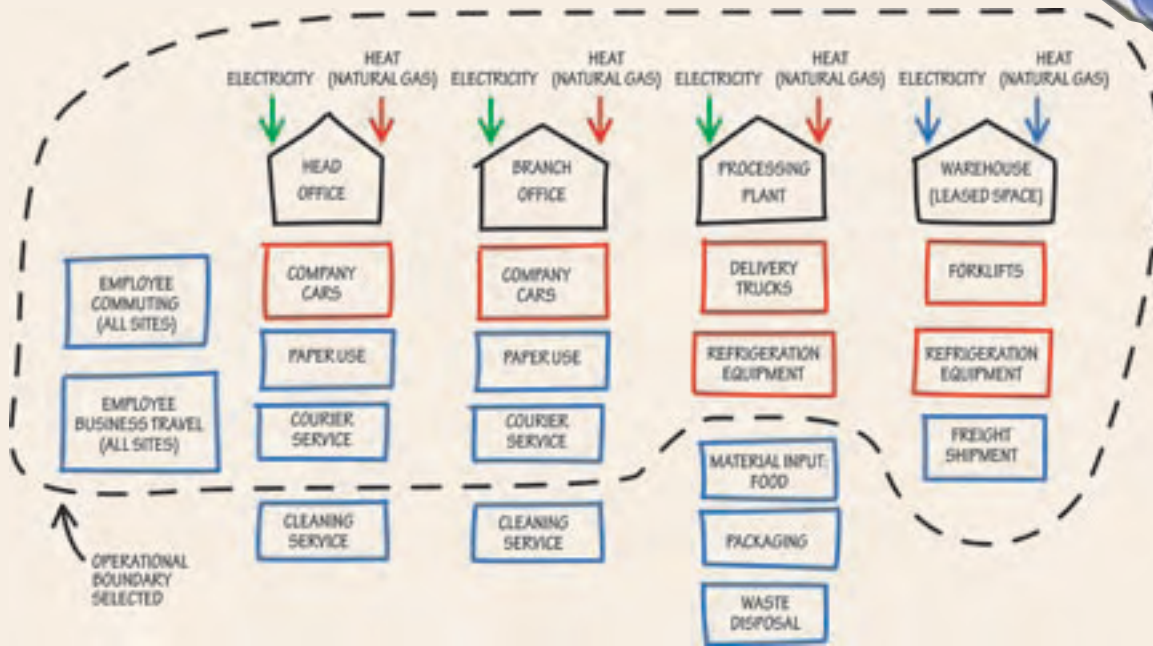 ELECTRICITY
HEAT
(NATURAL GAS)
ELECTRICITY
HEAT
(NATURAL GAS)
ELECTRICITY
HEAT
(NATURAL GAS)
ELECTRICITY
HEAT
(NATURAL GAS)
HEAD
OFFICE
BRANCH
OFFICE
PROCESSING
PLANT
WAREHOUSE
(LEASED SPACE)
EMPLOYEE
COMMUTING
(ALL SITES)
COMPANY
CARS
COMPANY
CARS
DELIVERY
TRUCKS
FORKLIFTS
PAPER USE
PAPER USE
REFRIGERATION
EQUIPMENT
REFRIGERATION
EQUIPMENT
EMPLOYEE
BUSINESS TRAVEL
(ALL SITES)
COURIER
SERVICE
COURIER
SERVICE
MATERIAL INPUT:
FOOD
FREIGHT
SHIPMENT
CLEANING
SERVICE
CLEANING
SERVICE
PACKAGING
OPERATIONAL
BOUNDARY
SELECTED
WASTE
DISPOSAL